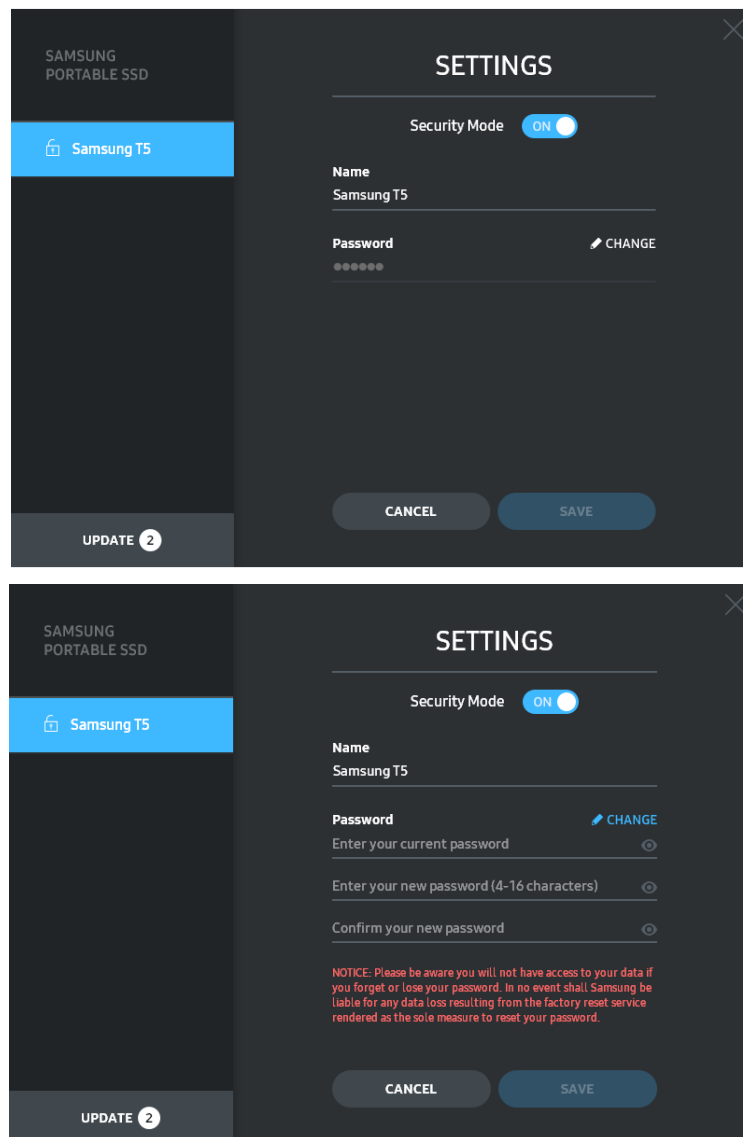 SAMSUNG
PORTABLE SSD
Samsung T5
UPDATE 2
SETTINGS
Security Mode ON
Name
Samsung T5
Password CHANGE
CANCEL SAVE
SAMSUNG
PORTABLE SSD
Samsung T5
UPDATE 2
SETTINGS
Security Mode ON
Name
Samsung T5
Password CHANGE
Enter your current password
Enter your new password (4-16 characters)
Confirm your new password
NOTICE: Please be aware you will not have access to your data if
you forget or lose your password. In no event shall Samsung be
liable for any data loss resulting from the factory reset service
rendered as the sole measure to reset your password.
CANCEL SAVE